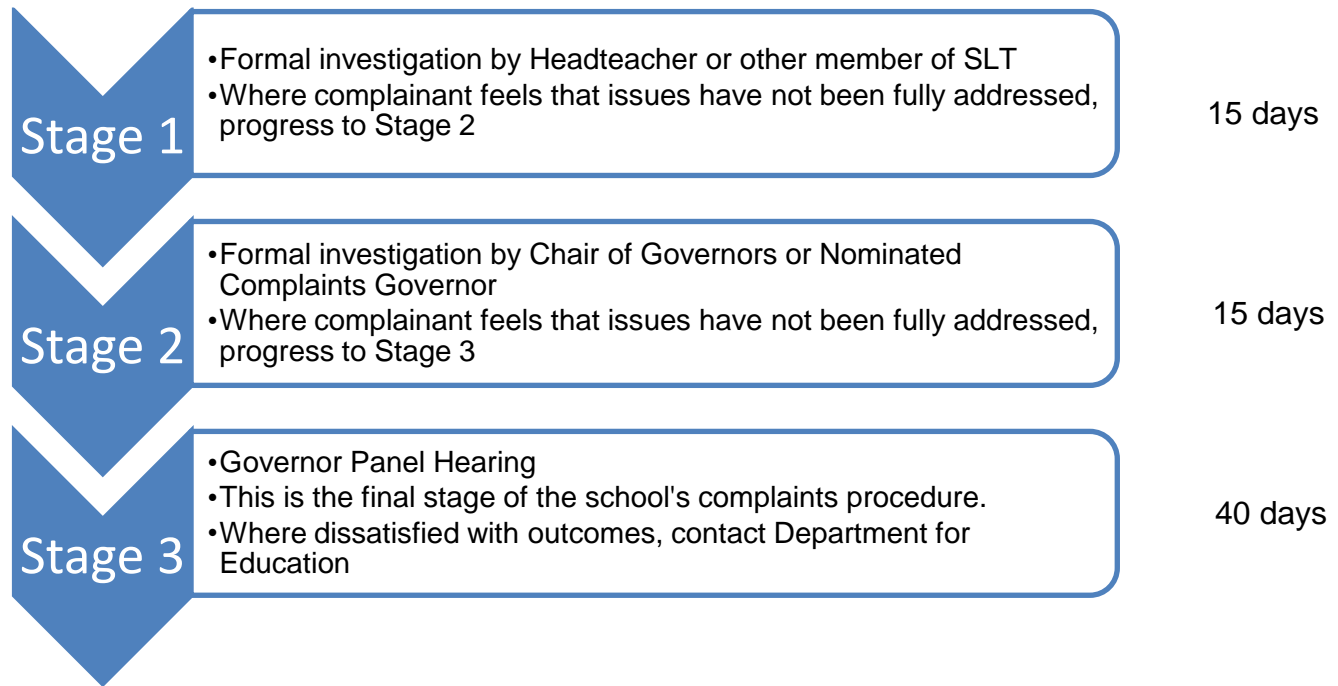 Stage 1
•Formal investigation by Headteacher or other member of SLT
•Where complainant feels that issues have not been fully addressed,
progress to Stage 2
15 days
Stage 2
•Formal investigation by Chair of Governors or Nominated
Complaints Governor
•Where complainant feels that issues have not been fully addressed,
progress to Stage 3
15 days
Stage 3
•Governor Panel Hearing
•This is the final stage of the school's complaints procedure.
•Where dissatisfied with outcomes, contact Department for
Education
40 days